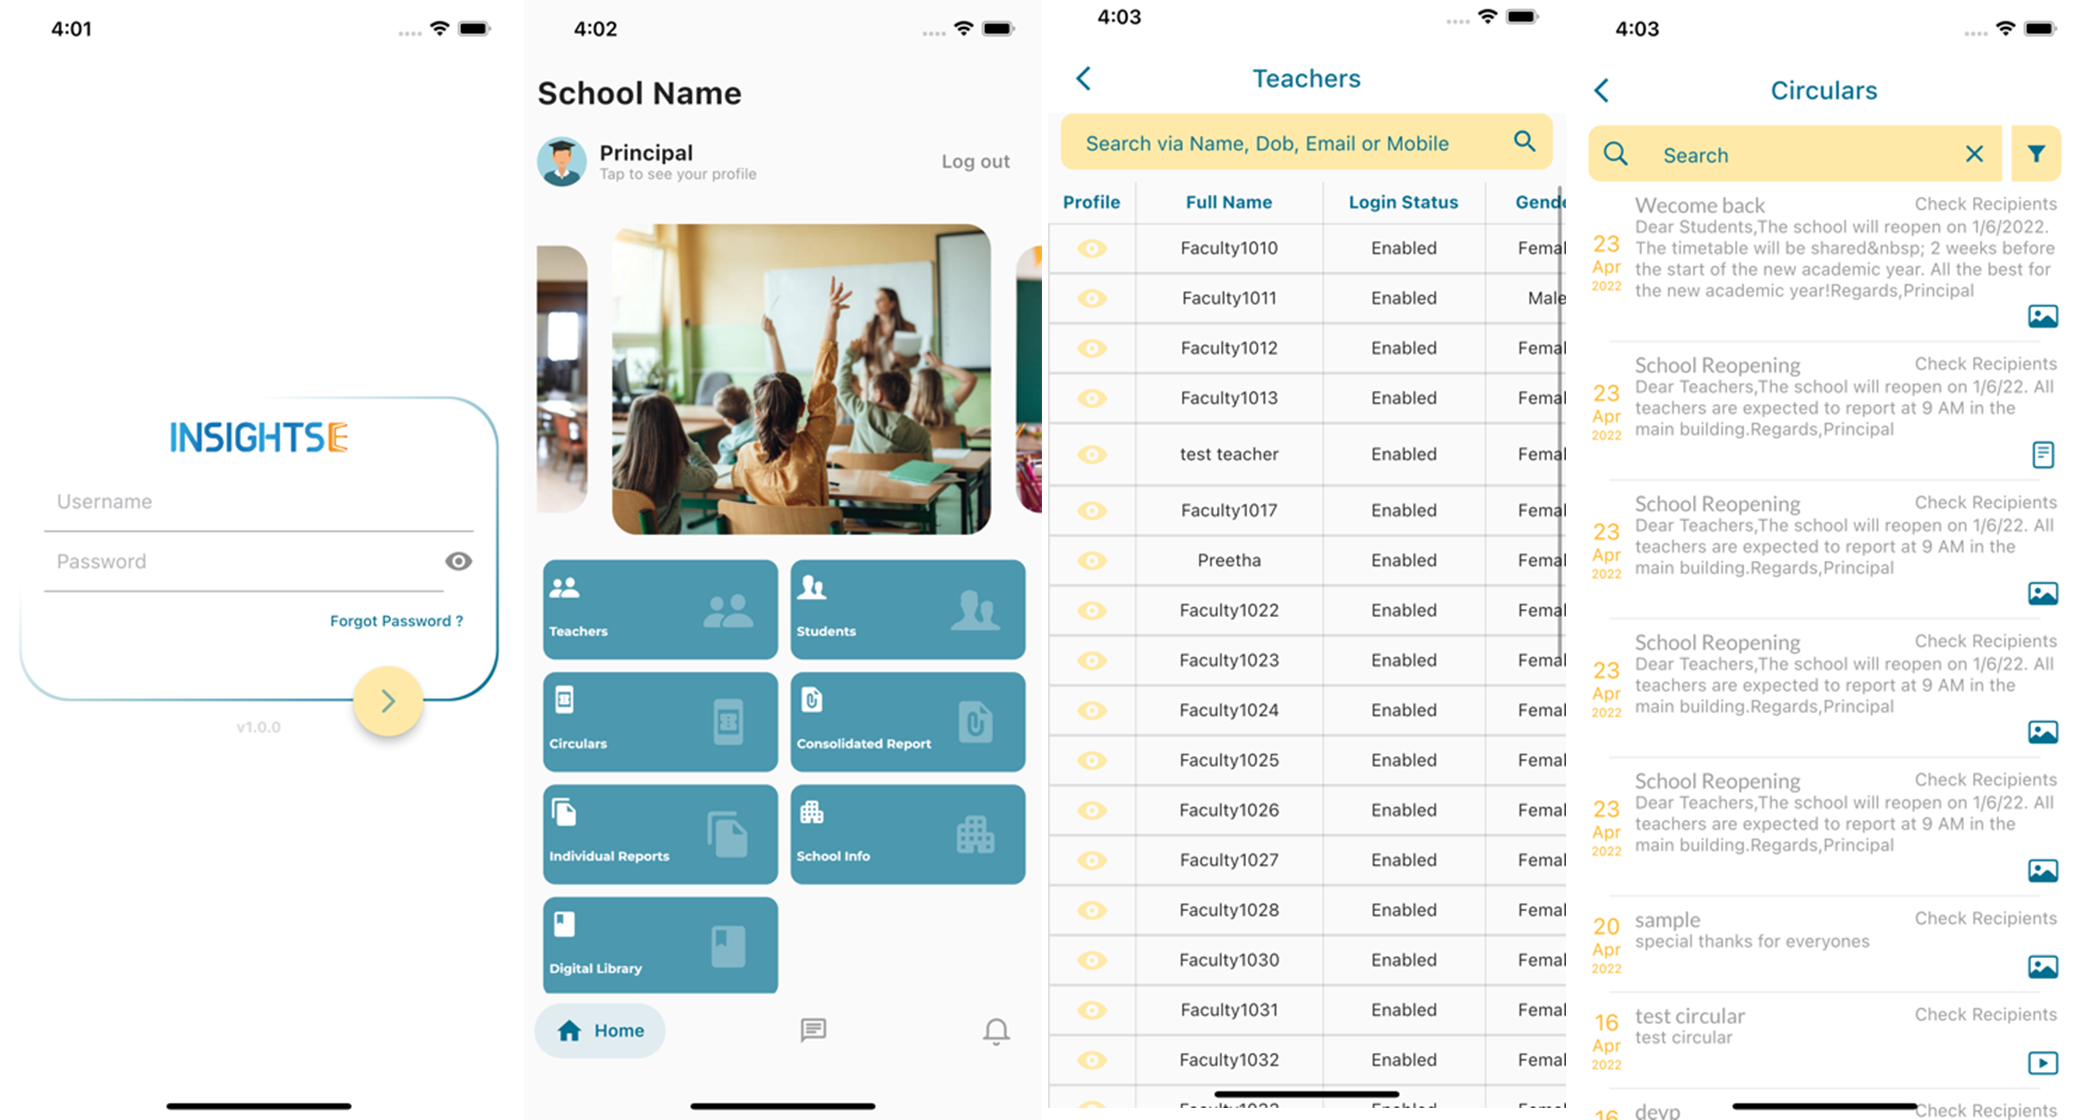 4:01
INSIGHTSE
Username
Password
Forgot Password ?
v1.0.0
4:02
School Name
Principal
Tap to see your profile
Log out
Teachers
Students
Circulars
Consolidated Report
Individual Reports
School Info
Digital Library
Home
4:03
Teachers
Search via Name, Dob, Email or Mobile
Profile Full Name Login Status Gende
Faculty1010 Enabled Femal
Faculty1011 Enabled Male
Faculty1012 Enabled Femal
Faculty1013 Enabled Femal
test teacher Enabled Femal
Faculty1017 Enabled Femal
Preetha Enabled Femal
Faculty1022 Enabled Femal
Faculty1023 Enabled Femal
Faculty1024 Enabled Femal
Faculty1025 Enabled Femal
Faculty1026 Enabled Femal
Faculty1027 Enabled Femal
Faculty1028 Enabled Femal
Faculty1030 Enabled Femal
Faculty1031 Enabled Femal
Faculty1032 Enabled Femal
4:03
Circulars
Search
23 Apr 2022
Wecome back Check Recipients
Dear Students,The school will reopen on 1/6/2022.
The timetable will be shared&nbsp; 2 weeks before
the start of the new academic year. All the best for
the new academic year!Regards,Principal
23 Apr 2022
School Reopening Check Recipients
Dear Teachers,The school will reopen on 1/6/22. All
teachers are expected to report at 9 AM in the
main building.Regards,Principal
23 Apr 2022
School Reopening Check Recipients
Dear Teachers,The school will reopen on 1/6/22. All
teachers are expected to report at 9 AM in the
main building.Regards,Principal
23 Apr 2022
School Reopening Check Recipients
Dear Teachers,The school will reopen on 1/6/22. All
teachers are expected to report at 9 AM in the
main building.Regards,Principal
23 Apr 2022
School Reopening Check Recipients
Dear Teachers,The school will reopen on 1/6/22. All
teachers are expected to report at 9 AM in the
main building.Regards,Principal
20 Apr 2022
sample Check Recipients
special thanks for everyones
16 Apr 2022
test circular Check Recipients
test circular
16
Check Recipients